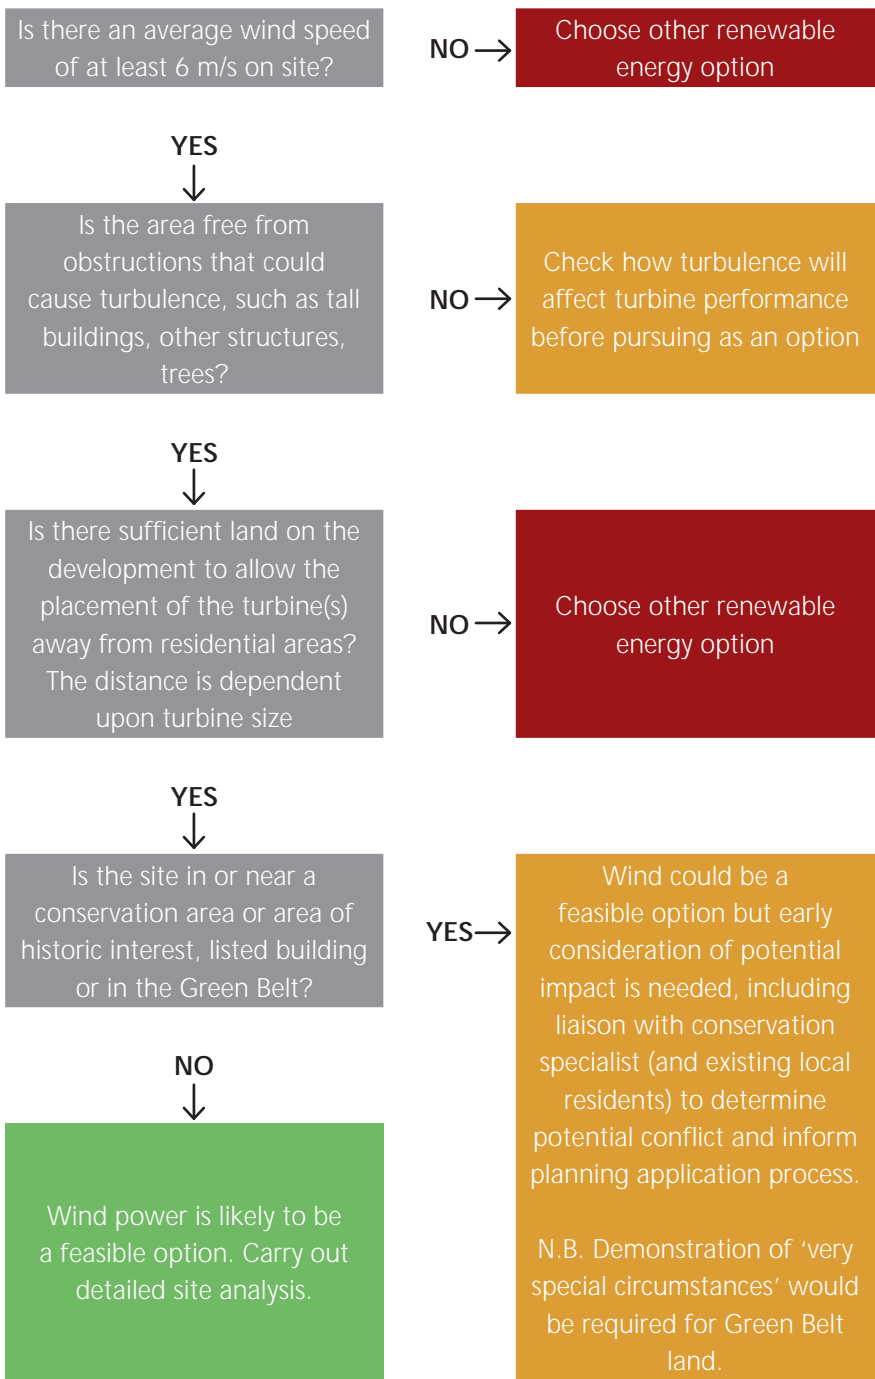 Is there an average wind speed
of at least 6 m/s on site?
NO
Choose other renewable
energy option
YES
Is the area free from
obstructions that could
cause turbulence, such as tall
buildings, other structures,
trees?
NO
Check how turbulence will
affect turbine performance
before pursuing as an option
YES
Is there sufficient land on the
development to allow the
placement of the turbine(s)
away from residential areas?
The distance is dependent
upon turbine size
NO
Choose other renewable
energy option
YES
Is the site in or near a
conservation area or area of
historic interest, listed building
or in the Green Belt?
YES
Wind could be a
feasible option but early
consideration of potential
impact is needed, including
liaison with conservation
specialist (and existing local
residents) to determine
potential conflict and inform
planning application process.
N.B. Demonstration of ‘very
special circumstances’ would
be required for Green Belt
land.
NO
Wind power is likely to be
a feasible option. Carry out
detailed site analysis.